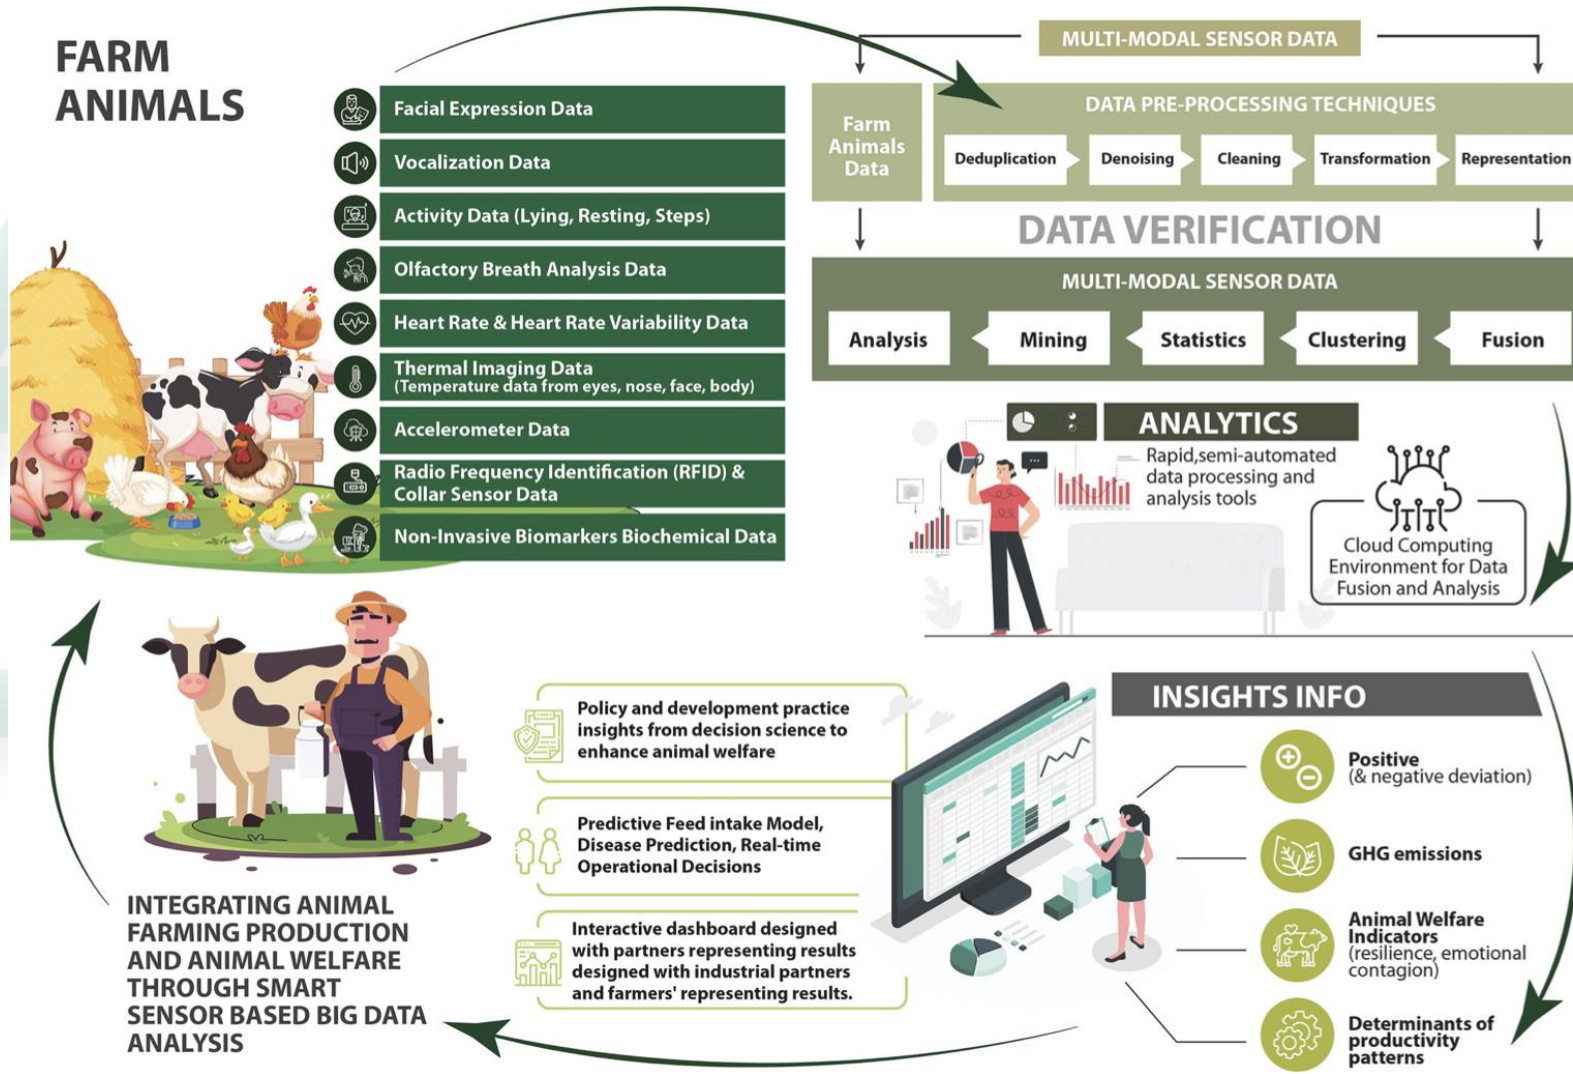 FARM
ANIMALS
Facial Expression Data
Vocalization Data
Activity Data (Lying, Resting, Steps)
Olfactory Breath Analysis Data
Heart Rate & Heart Rate Variability Data
Thermal Imaging Data
(Temperature data from eyes, nose, face, body)
Accelerometer Data
Radio Frequency Identification (RFID) &
Collar Sensor Data
Non-Invasive Biomarkers Biochemical Data
MULTI-MODAL SENSOR DATA
Farm
Animals
Data
DATA PRE-PROCESSING TECHNIQUES
Deduplication
Denoising
Cleaning
Transformation
Representation
DATA VERIFICATION
MULTI-MODAL SENSOR DATA
Analysis
Mining
Statistics
Clustering
Fusion
ANALYTICS
Rapid,semi-automated
data processing and
analysis tools
Cloud Computing
Environment for Data
Fusion and Analysis
INSIGHTS INFO
Positive
(& negative deviation)
GHG emissions
Animal Welfare
Indicators
(resilience, emotional
contagion)
Determinants of
productivity
patterns
Policy and development practice
insights from decision science to
enhance animal welfare
Predictive Feed intake Model,
Disease Prediction, Real-time
Operational Decisions
Interactive dashboard designed
with partners representing results
designed with industrial partners
and farmers' representing results.
INTEGRATING ANIMAL
FARMING PRODUCTION
AND ANIMAL WELFARE
THROUGH SMART
SENSOR BASED BIG DATA
ANALYSIS